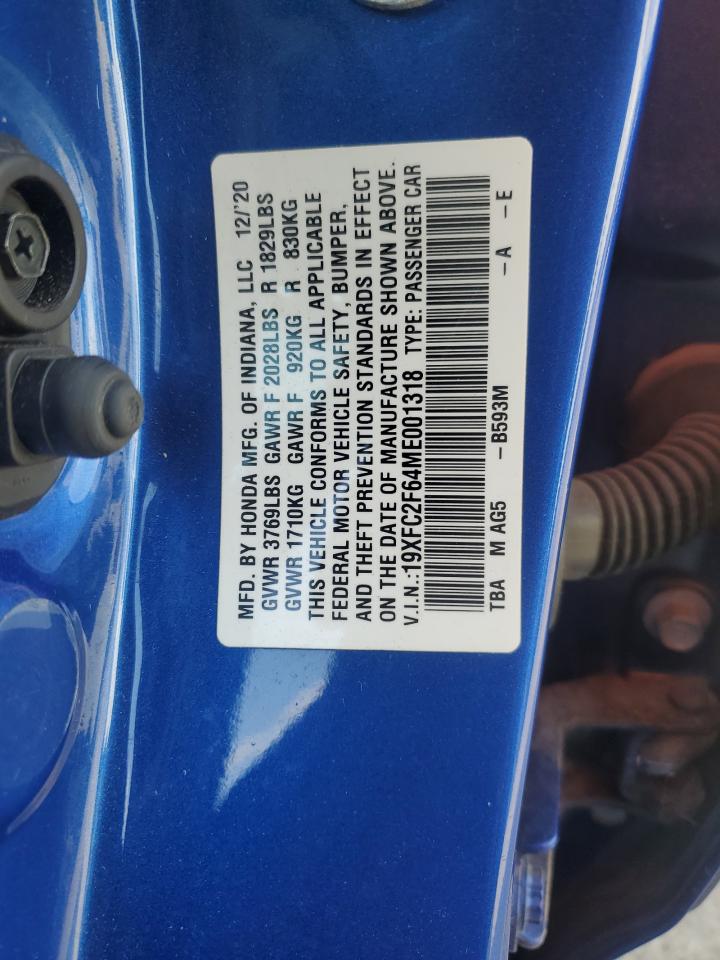 MFD. BY HONDA MFG. OF INDIANA, LLC 12/'20
GVWR 3769LBS GAWR F 2028LBS R 1829LBS
GVWR 1710KG GAWR F 920KG R 830KG
THIS VEHICLE CONFORMS TO ALL APPLICABLE
FEDERAL MOTOR VEHICLE SAFETY, BUMPER,
AND THEFT PREVENTION STANDARDS IN EFFECT
ON THE DATE OF MANUFACTURE SHOWN ABOVE.
V.I.N.:19XFC2F64ME001318 TYPE: PASSENGER CAR
TBA M AG5 -B593M -A -E